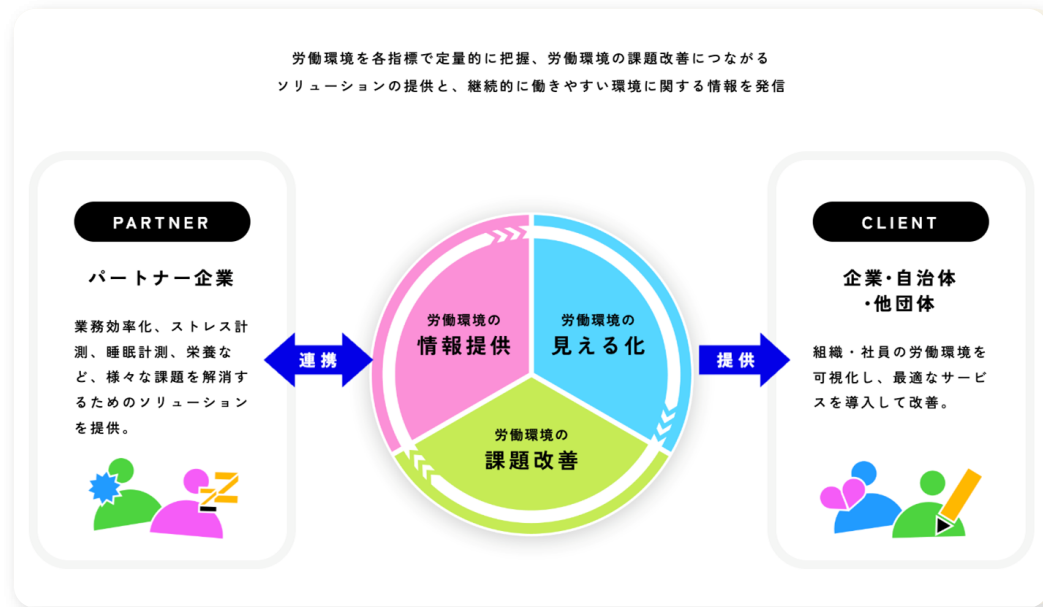 労働環境を各指標で定量的に把握、労働環境の課題改善につながる
ソリューションの提供と、継続的に働きやすい環境に関する情報を発信
PARTNER
パートナー企業
業務効率化、ストレス計
測、睡眠計測、栄養な
ど、様々な課題を解消す
るためのソリューション
を提供。
連携
労働環境の
情報提供
労働環境の
見える化
労働環境の
課題改善
提供
CLIENT
企業・自治体
・他団体
組織・社員の労働環境を
可視化し、最適なサービ
スを導入して改善。